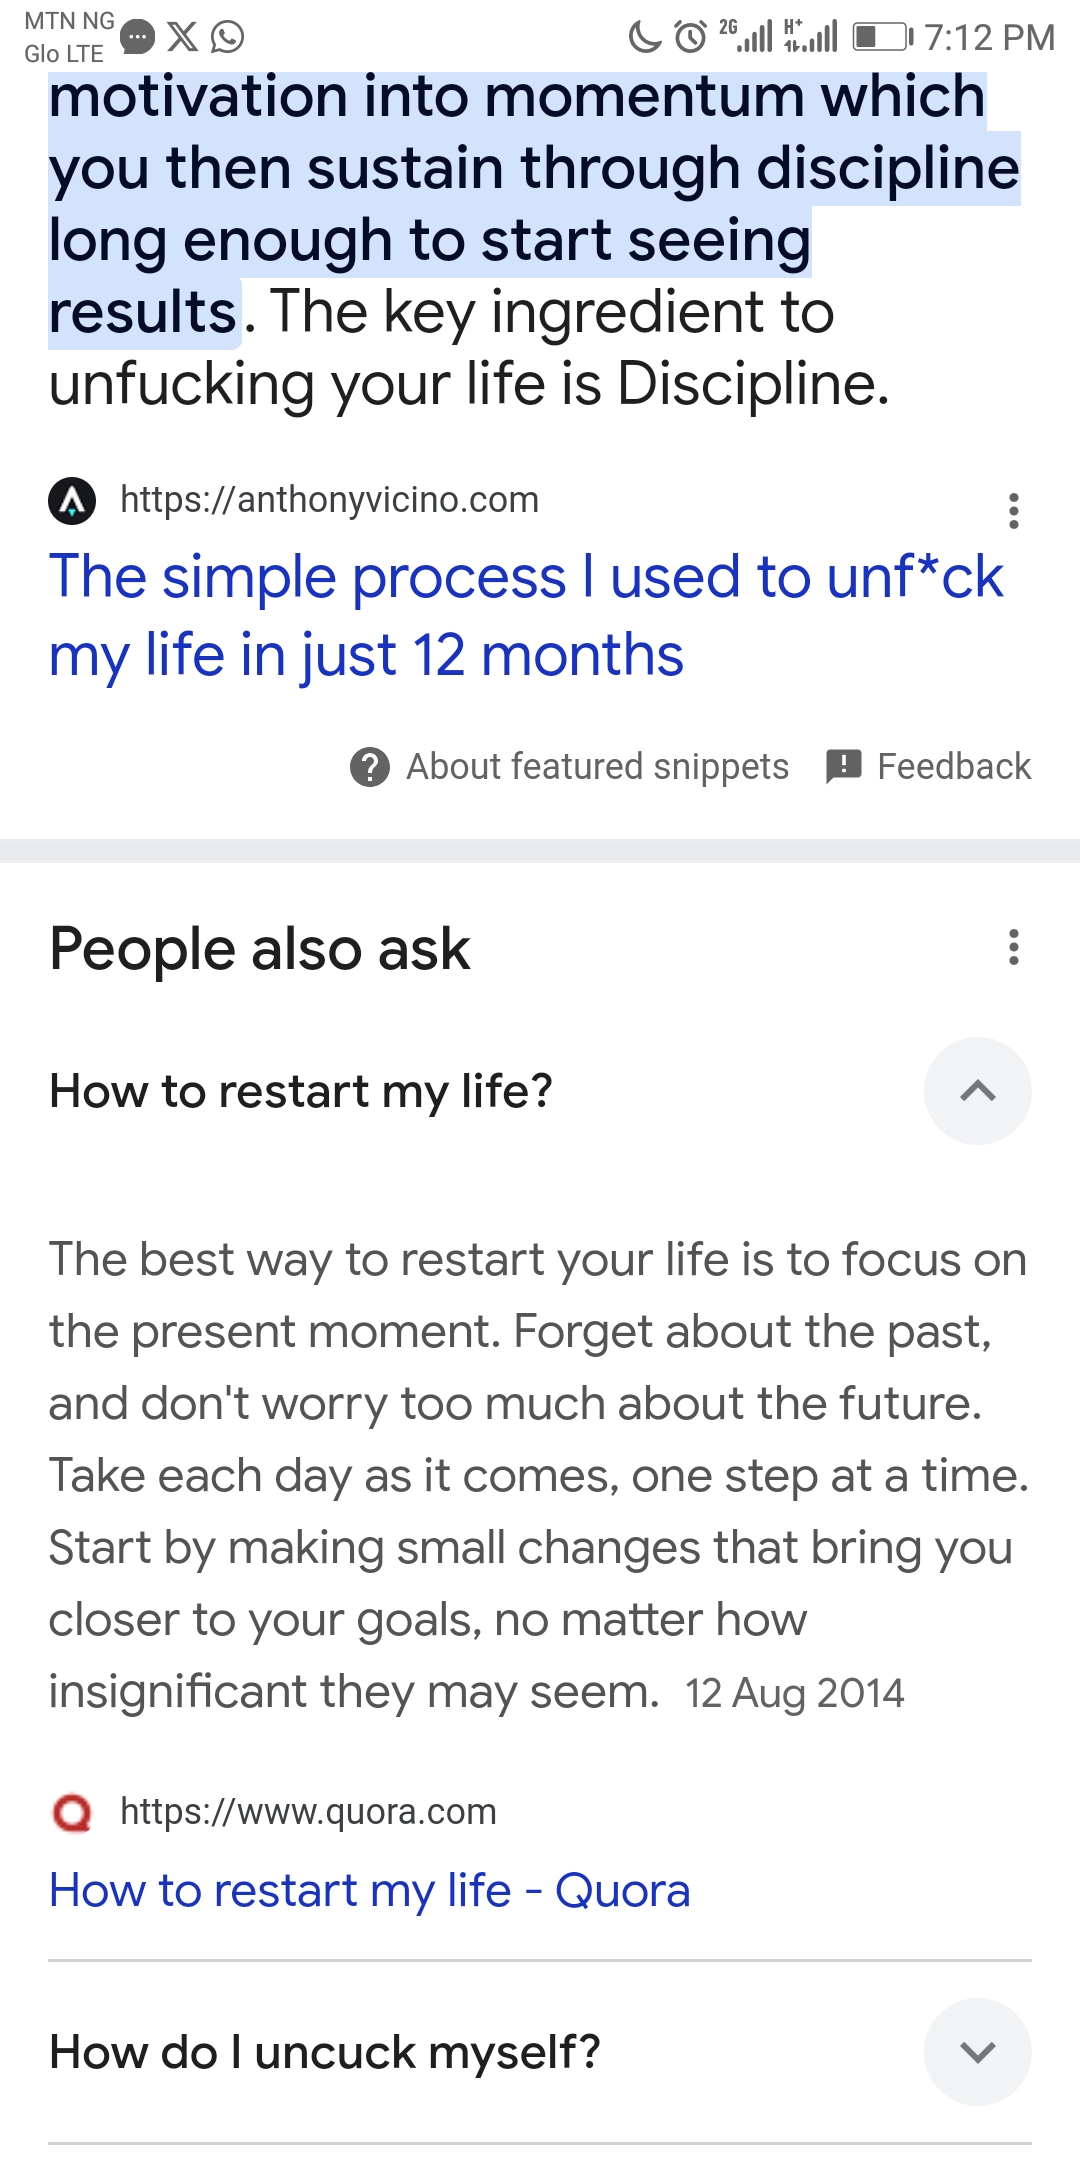 MTN NG
Glo LTE
2G H+ 7:12 PM
motivation into momentum which
you then sustain through discipline
long enough to start seeing
results. The key ingredient to
unfucking your life is Discipline.
https://anthonyvicino.com
The simple process I used to unf*ck
my life in just 12 months
About featured snippets Feedback
People also ask
How to restart my life?
The best way to restart your life is to focus on
the present moment. Forget about the past,
and don't worry too much about the future.
Take each day as it comes, one step at a time.
Start by making small changes that bring you
closer to your goals, no matter how
insignificant they may seem. 12 Aug 2014
https://www.quora.com
How to restart my life - Quora
How do I uncuck myself?